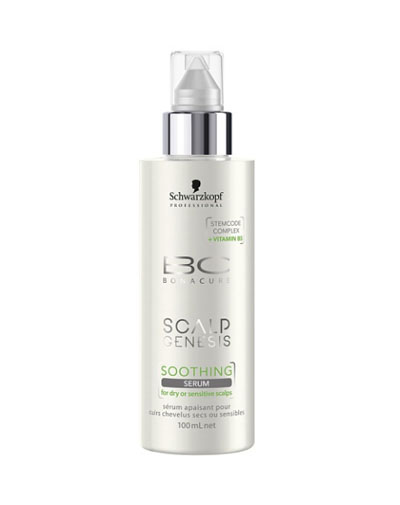 Schwarzkopf
PROFESSIONAL
STEMCODE
COMPLEX
+ VITAMIN B5
BC
BONACURE
SCALP
GENESIS
SOOTHING
SERUM
for dry or sensitive scalps
sérum apaisant pour
cuirs chevelus secs ou sensibles
100mL net